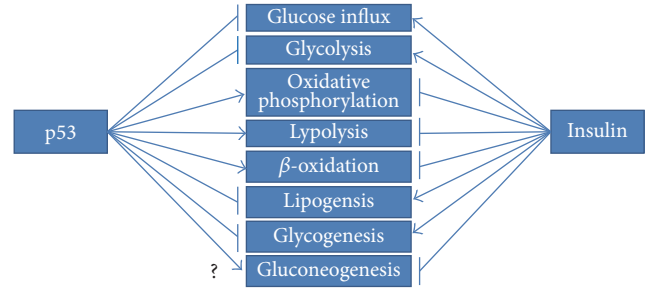 Glucose influx
Glycolysis
Oxidative
phosphorylation
p53
Lypolysis
Insulin
β-oxidation
Lipogensis
Glycogenesis
? Gluconeogenesis